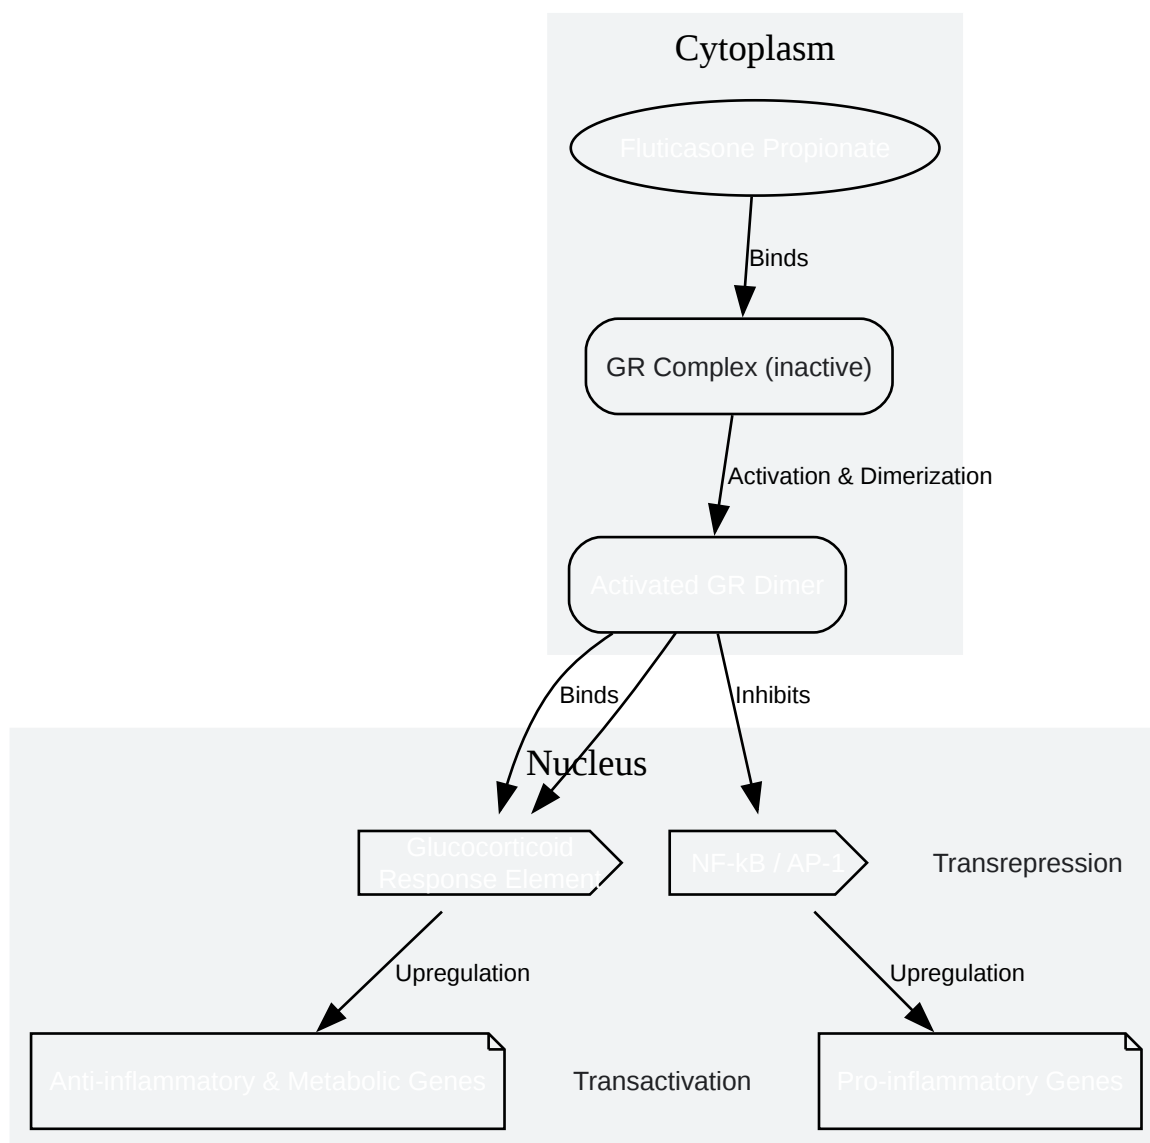 Cytoplasm
Fluticasone Propionate
Binds
GR Complex (inactive)
Activation & Dimerization
Activated GR Dimer
Binds
Inhibits
Nucleus
Glucocorticoid
Response Element
NF-kB / AP-1
Transrepression
Upregulation
Upregulation
Anti-inflammatory & Metabolic Genes
Transactivation
Pro-inflammatory Genes